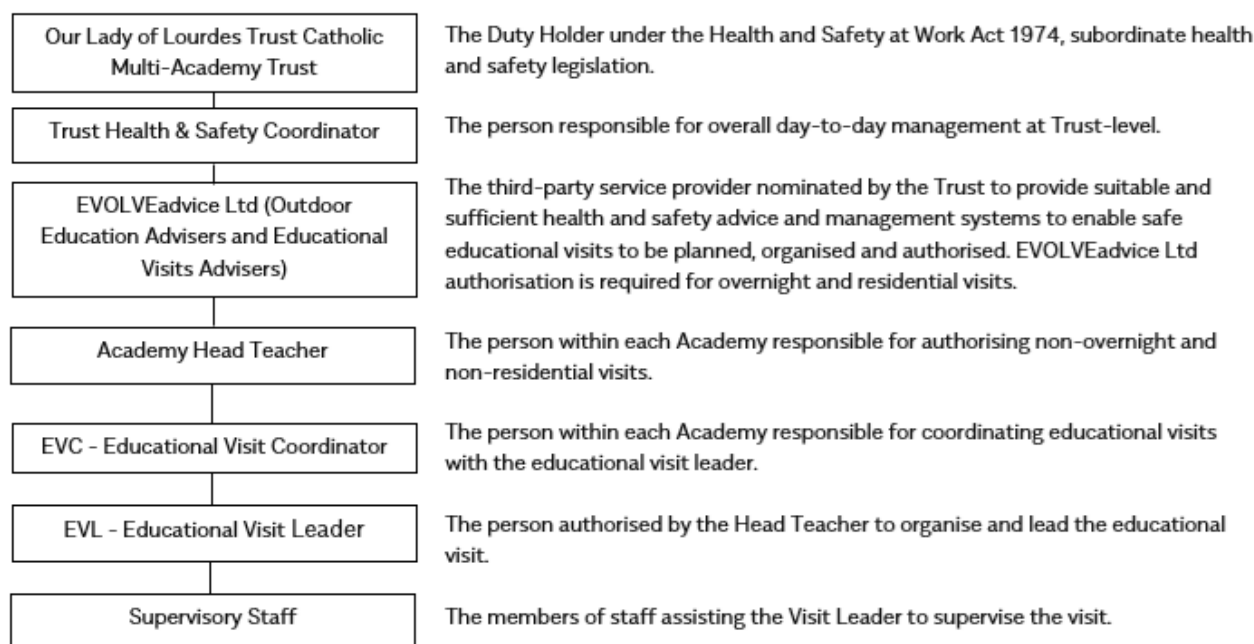 Our Lady of Lourdes Trust Catholic
Multi-Academy Trust
The Duty Holder under the Health and Safety at Work Act 1974, subordinate health
and safety legislation.
Trust Health & Safety Coordinator
The person responsible for overall day-to-day management at Trust-level.
EVOLVEadvice Ltd (Outdoor
Education Advisers and Educational
Visits Advisers)
The third-party service provider nominated by the Trust to provide suitable and
sufficient health and safety advice and management systems to enable safe
educational visits to be planned, organised and authorised. EVOLVEadvice Ltd
authorisation is required for overnight and residential visits.
Academy Head Teacher
The person within each Academy responsible for authorising non-overnight and
non-residential visits.
EVC - Educational Visit Coordinator
The person within each Academy responsible for coordinating educational visits
with the educational visit leader.
EVL - Educational Visit Leader
The person authorised by the Head Teacher to organise and lead the educational
visit.
Supervisory Staff
The members of staff assisting the Visit Leader to supervise the visit.